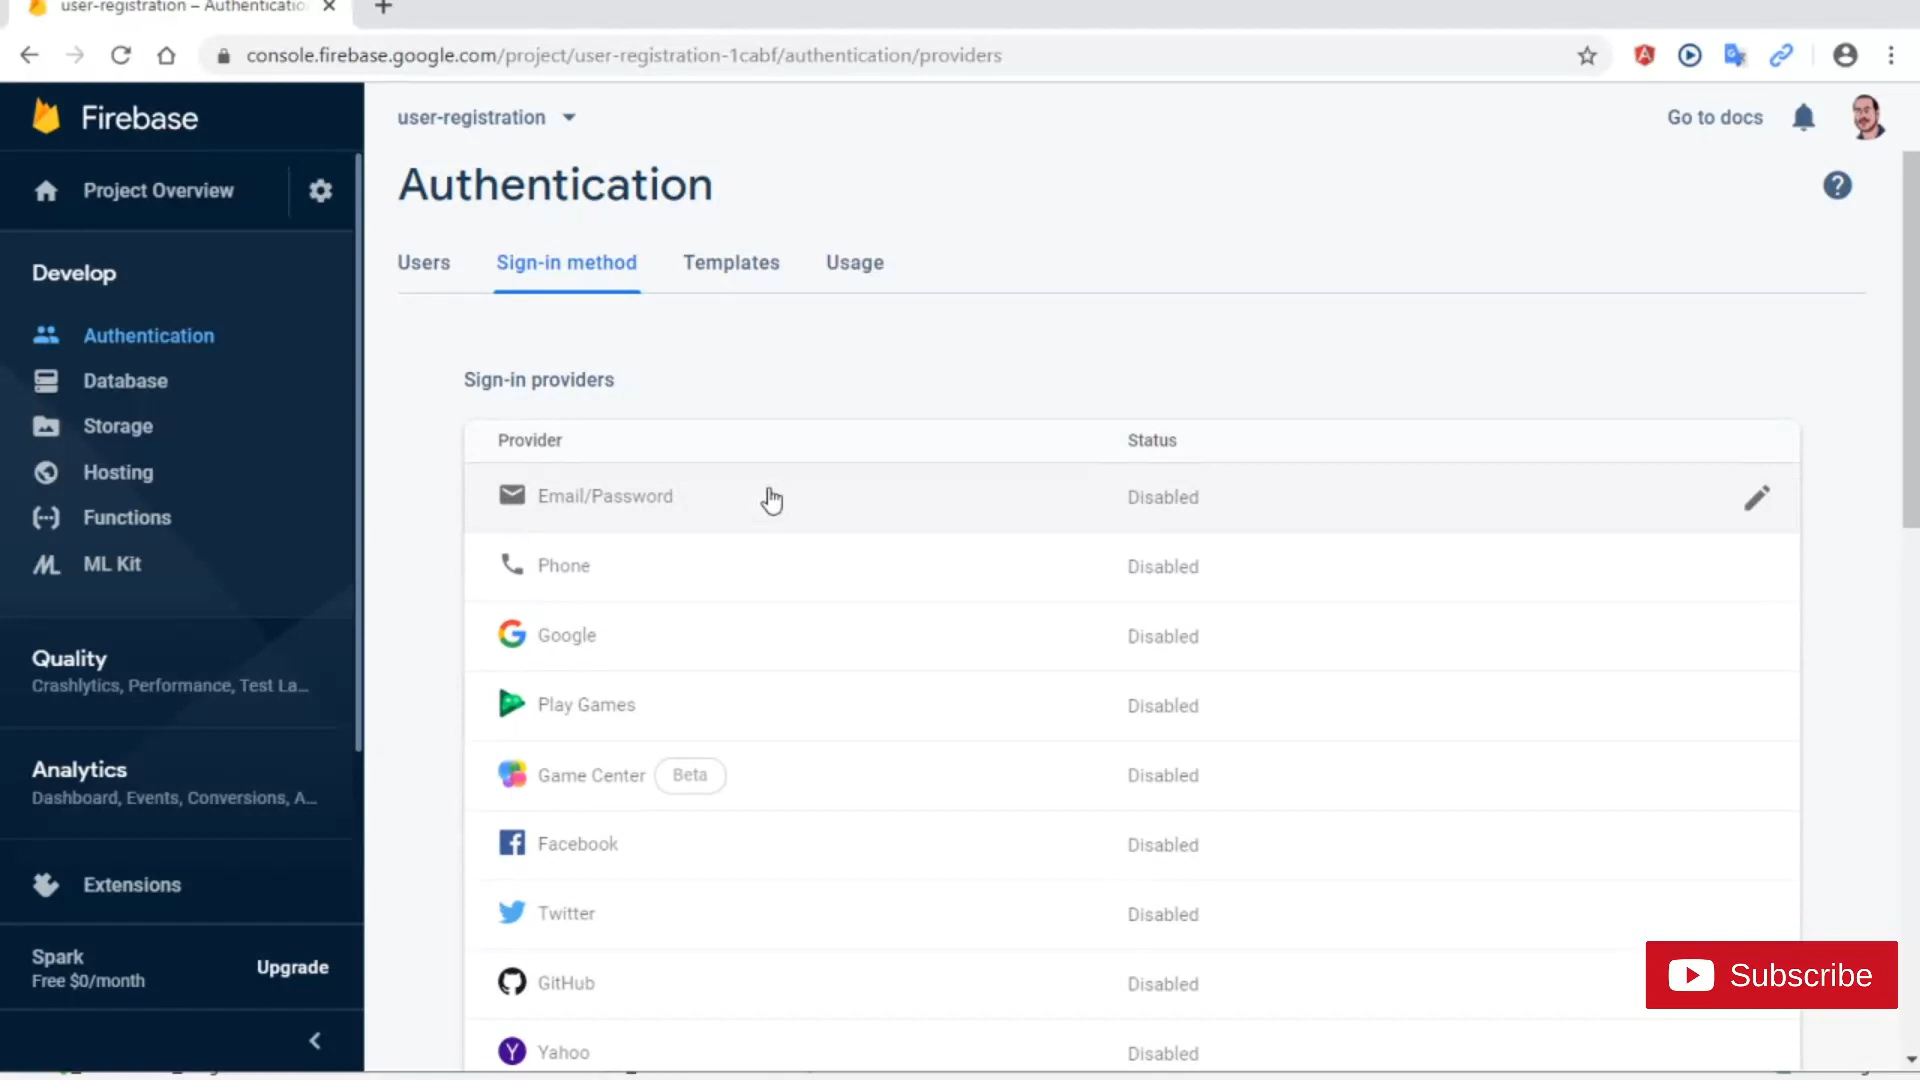 user-registration – Authenticatio
console.firebase.google.com/project/user-registration-1cabf/authentication/providers
Firebase
user-registration
Go to docs
Project Overview
Authentication
Users
Sign-in method
Templates
Usage
Develop
Authentication
Database
Storage
Hosting
Functions
ML Kit
Quality
Crashlytics, Performance, Test La...
Analytics
Dashboard, Events, Conversions, A...
Extensions
Spark
Free $0/month
Upgrade
Sign-in providers
Provider
Status
Email/Password
Disabled
Phone
Disabled
Google
Disabled
Play Games
Disabled
Game Center
Beta
Disabled
Facebook
Disabled
Twitter
Disabled
GitHub
Disabled
Yahoo
Disabled
Subscribe